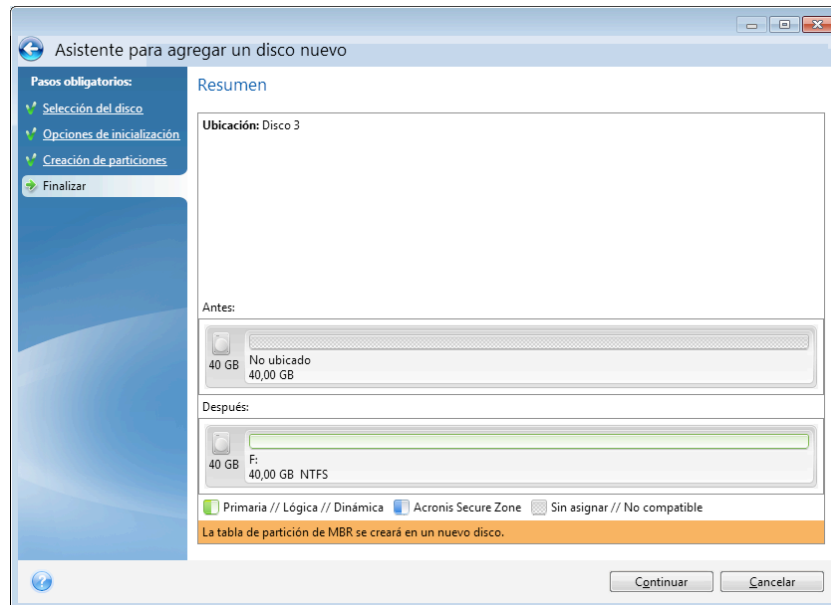 Asistente para agregar un disco nuevo
Pasos obligatorios:
Selección del disco
Opciones de inicialización
Creación de particiones
Finalizar
Resumen
Ubicación: Disco 3
Antes:
40 GB
No ubicado
40,00 GB
Después:
40 GB
F:
40,00 GB NTFS
Primaria // Lógica // Dinámica Acronis Secure Zone Sin asignar // No compatible
La tabla de partición de MBR se creará en un nuevo disco.
Continuar Cancelar